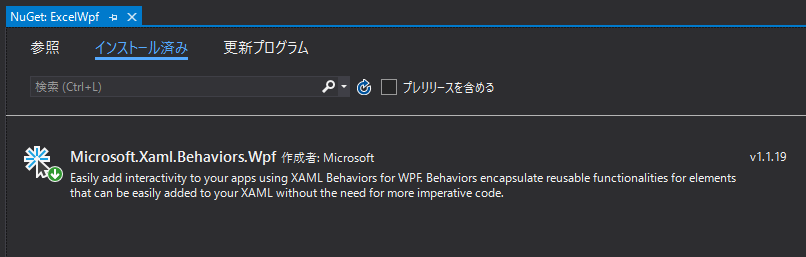 NuGet: ExcelWpf
参照 インストール済み 更新プログラム
検索 (Ctrl+L) プレリリースを含める
Microsoft.Xaml.Behaviors.Wpf 作成者: Microsoft v1.1.19
Easily add interactivity to your apps using XAML Behaviors for WPF. Behaviors encapsulate reusable functionalities for elements
that can be easily added to your XAML without the need for more imperative code.